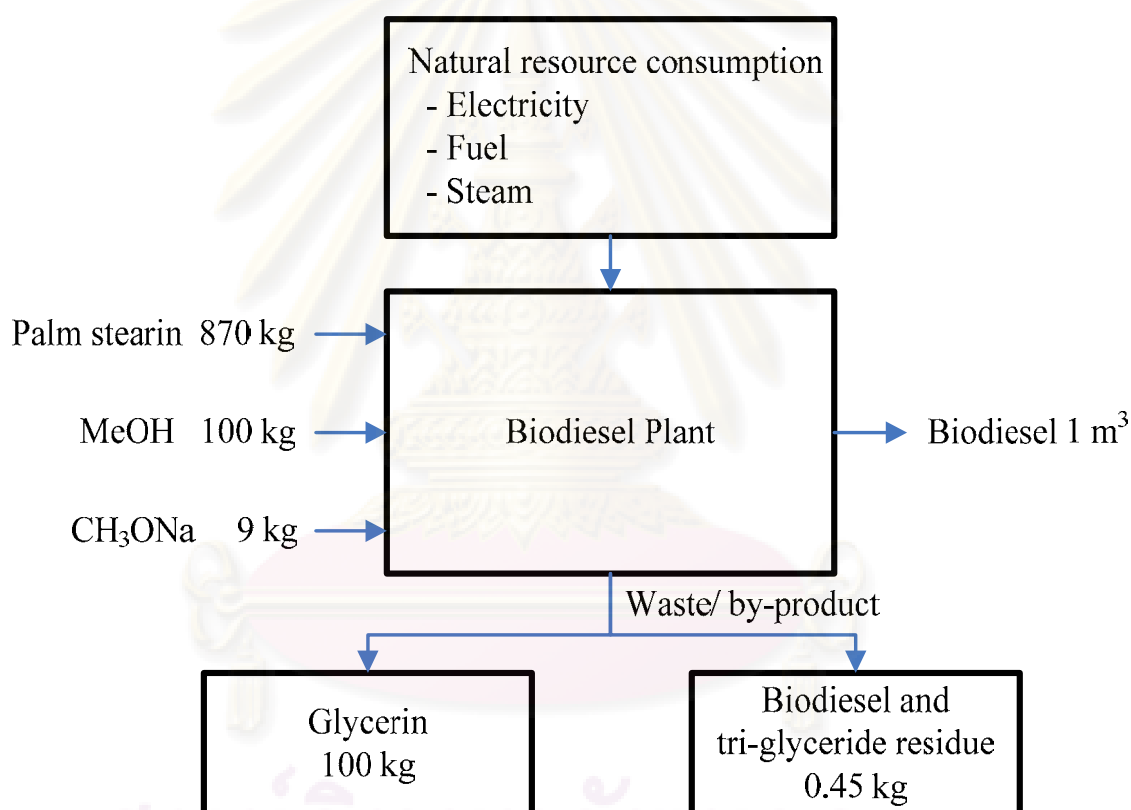 Natural resource consumption
- Electricity
- Fuel
- Steam
Palm stearin 870 kg
MeOH 100 kg
CH₃ONa 9 kg
Biodiesel Plant
Biodiesel 1 m³
Waste/ by-product
Glycerin
100 kg
Biodiesel and
tri-glyceride residue
0.45 kg